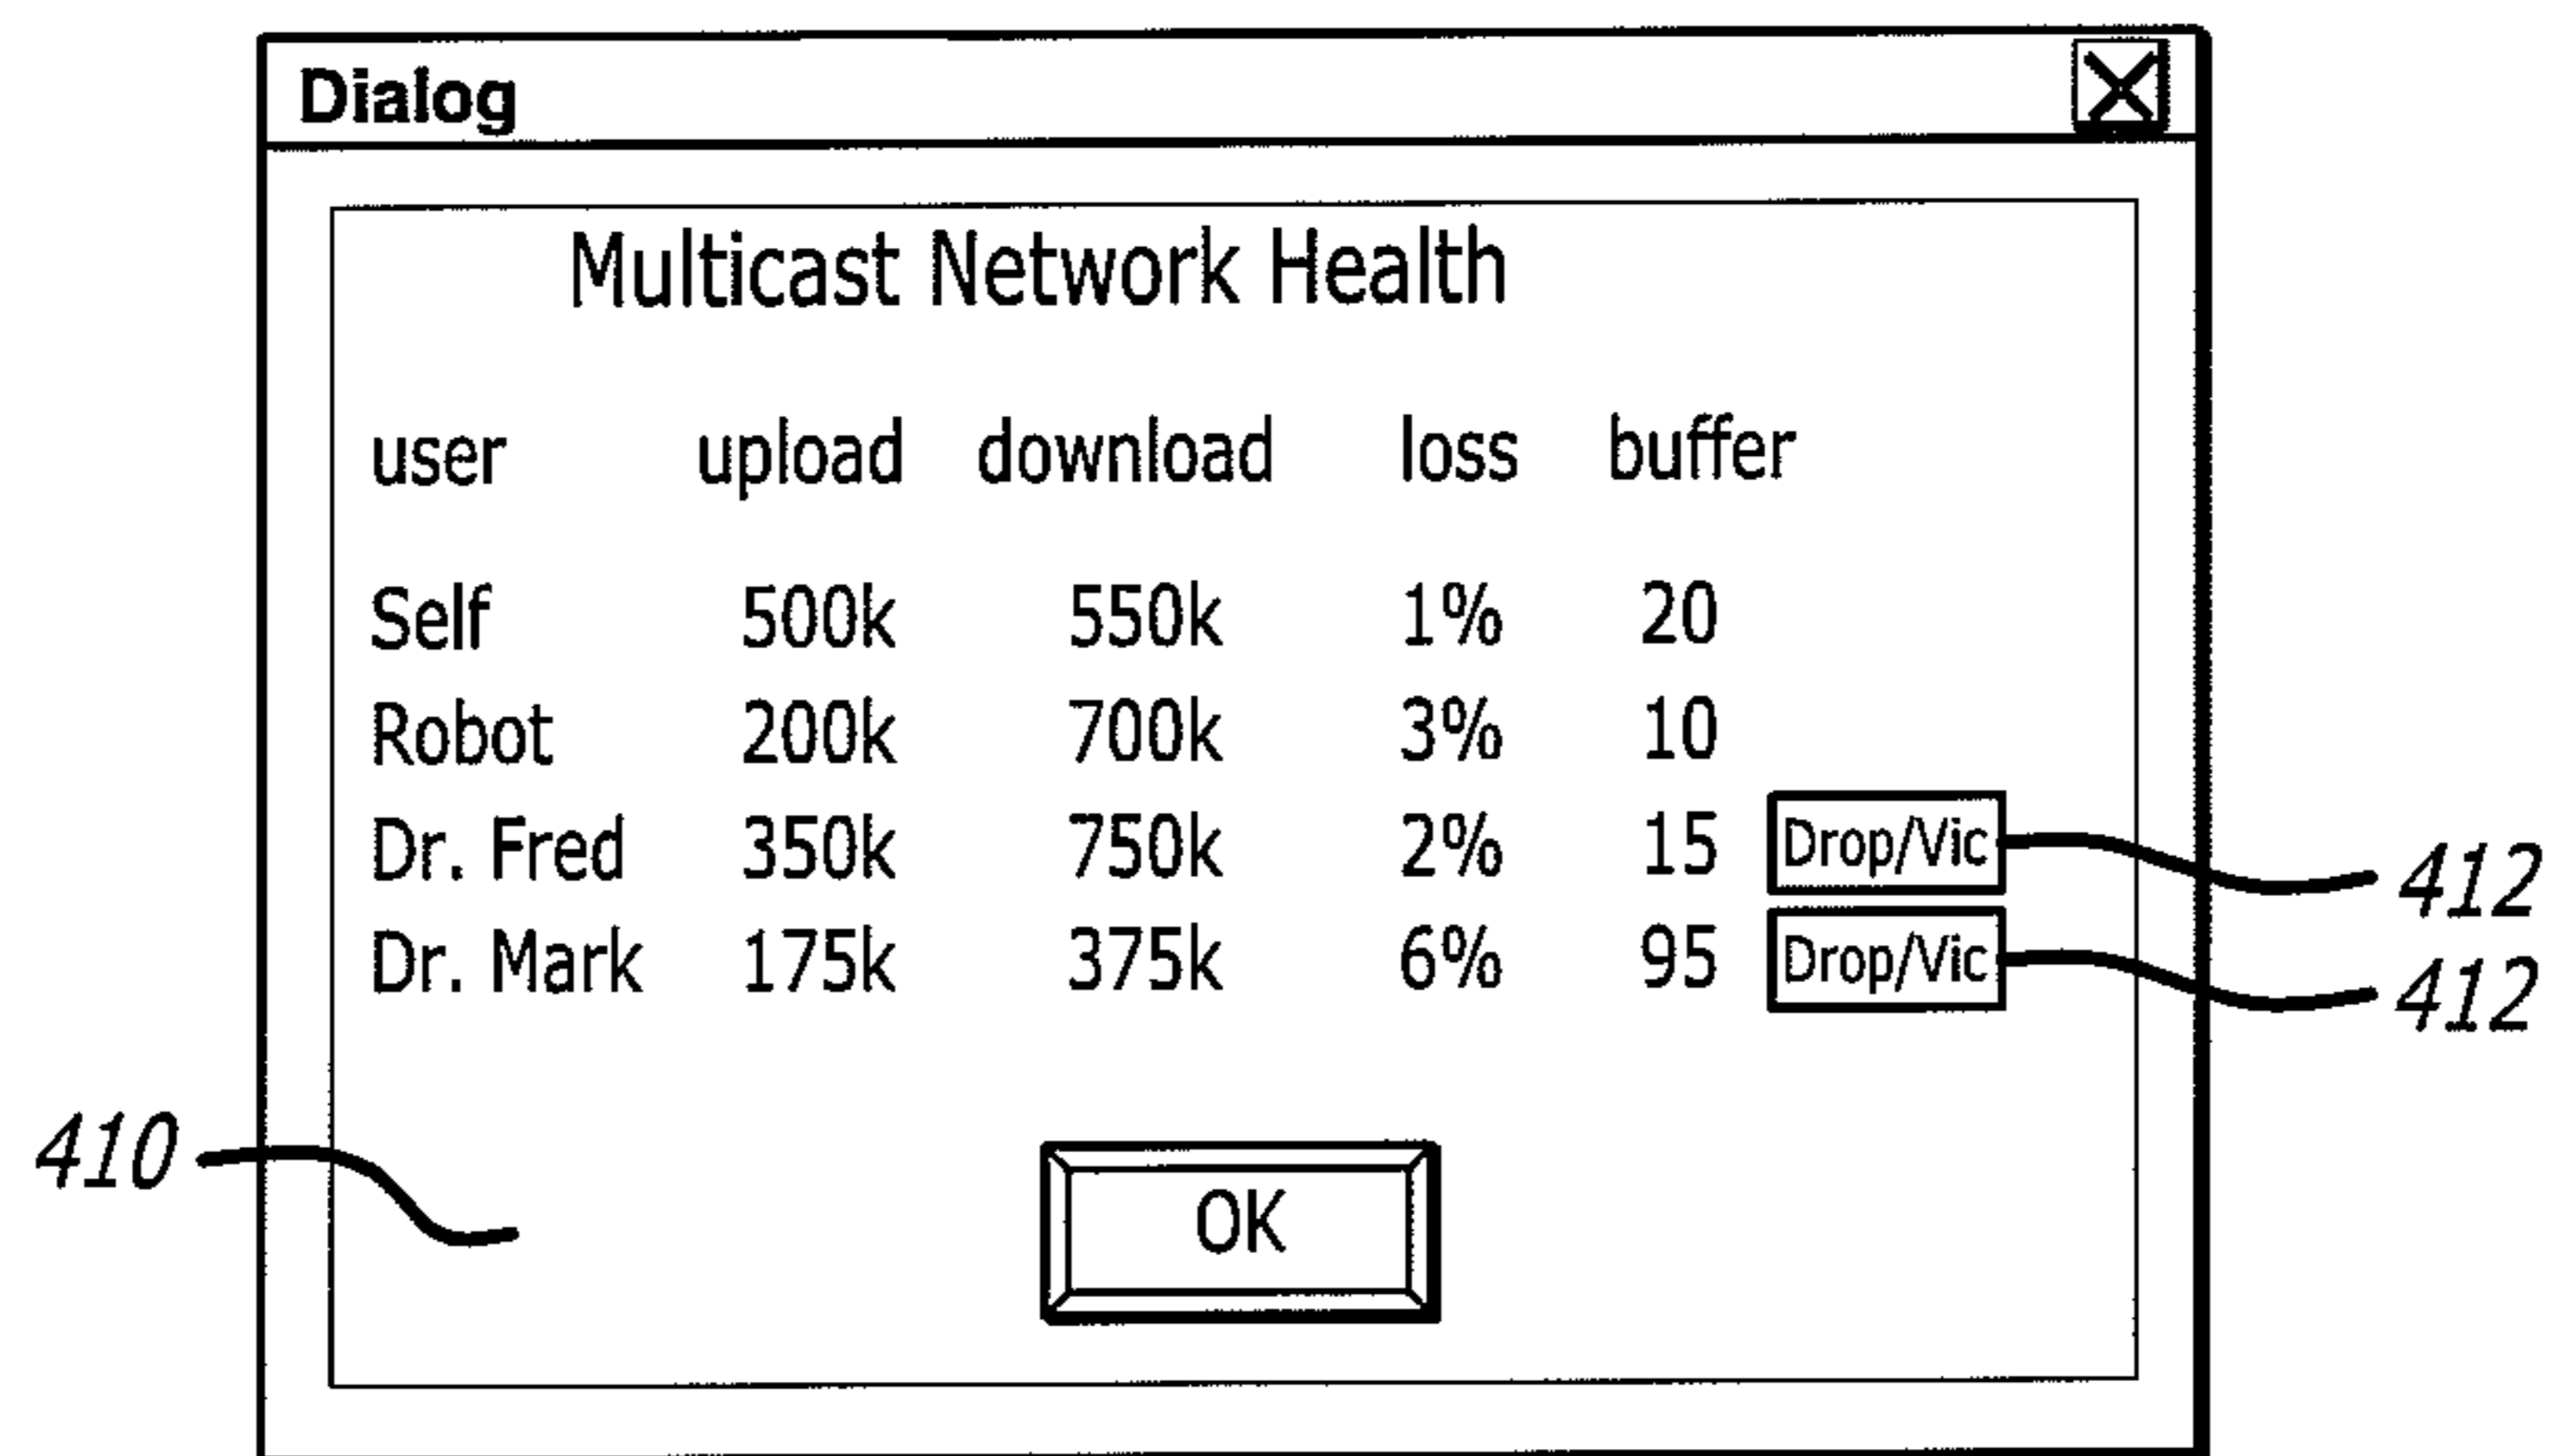 Dialog
Multicast Network Health
user upload download loss buffer
Self 500k 550k 1% 20
Robot 200k 700k 3% 10
Dr. Fred 350k 750k 2% 15 Drop/Vic 412
Dr. Mark 175k 375k 6% 95 Drop/Vic 412
410
OK